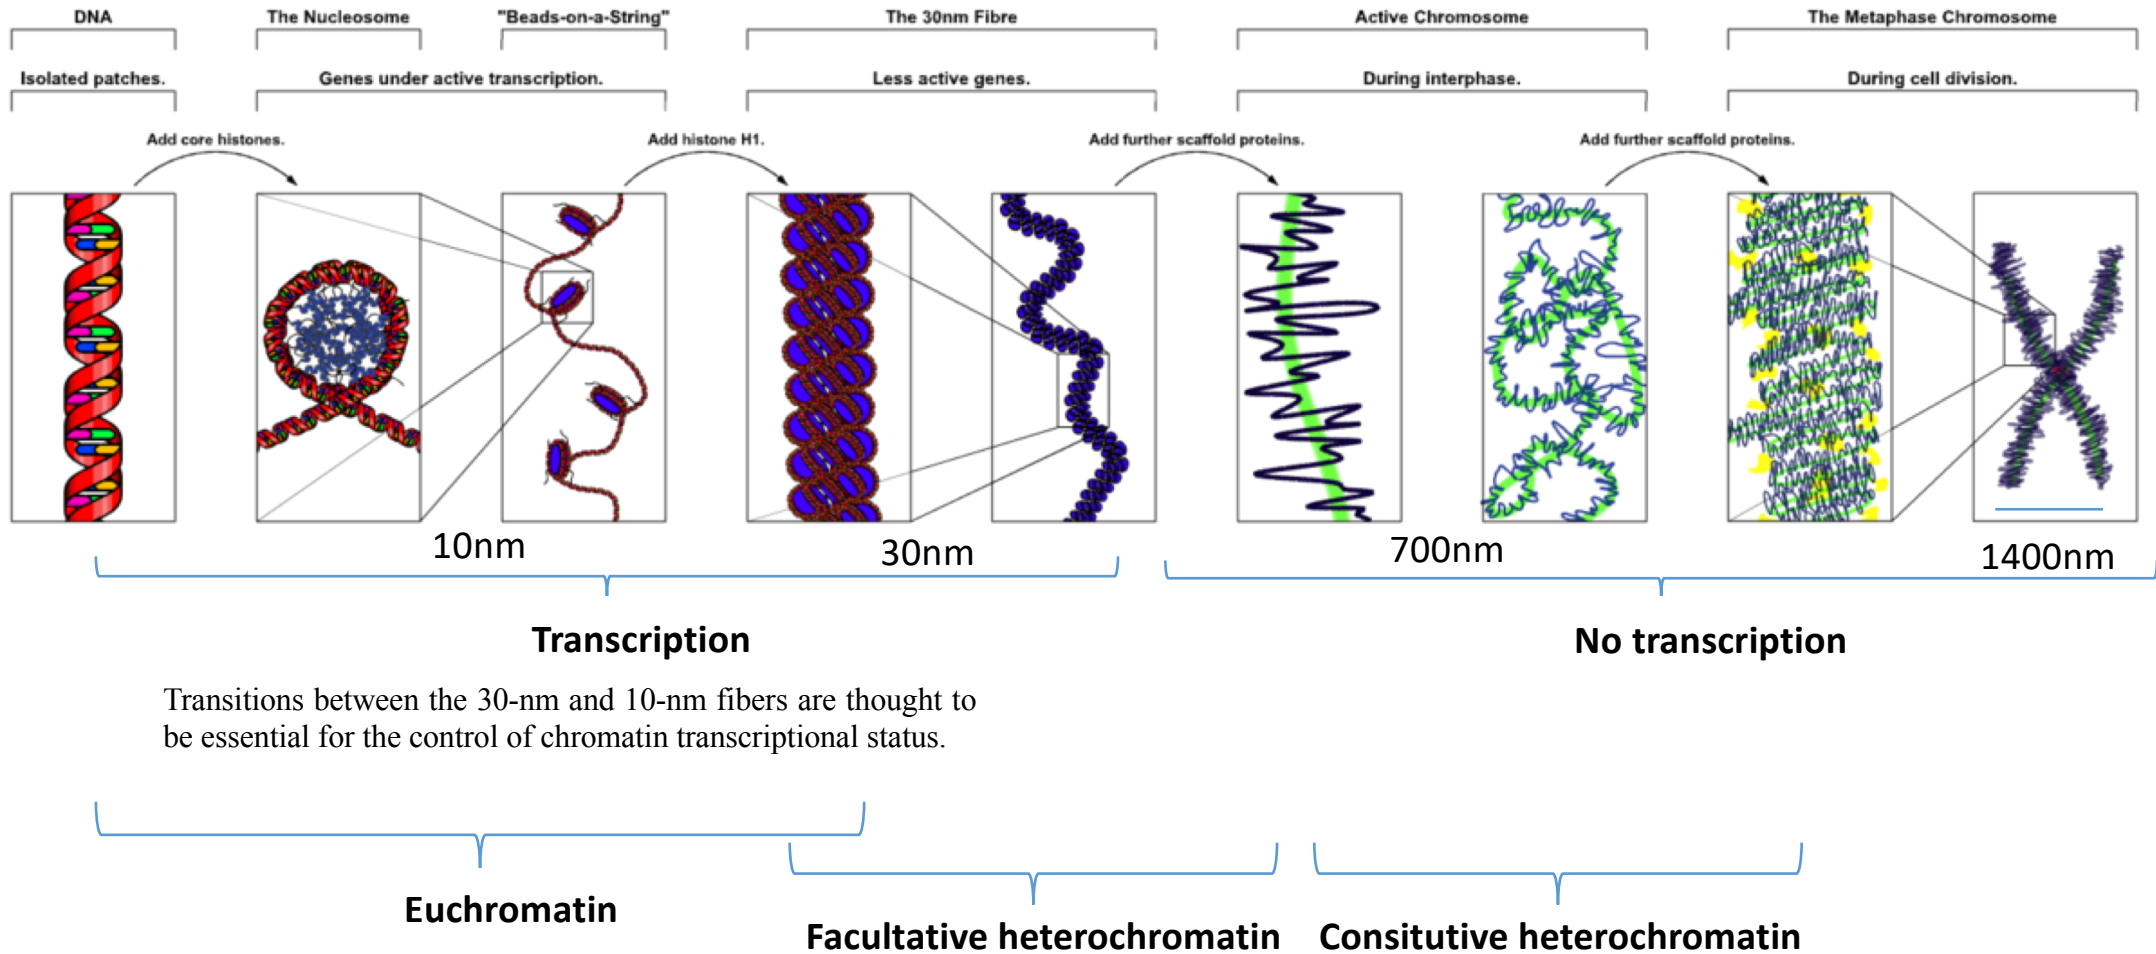 DNA
The Nucleosome
"Beads-on-a-String"
The 30nm Fibre
Active Chromosome
The Metaphase Chromosome
Isolated patches.
Genes under active transcription.
Less active genes.
During interphase.
During cell division.
Add core histones.
Add histone H1.
Add further scaffold proteins.
Add further scaffold proteins.
10nm
30nm
700nm
1400nm
Transcription
No transcription
Transitions between the 30-nm and 10-nm fibers are thought to
be essential for the control of chromatin transcriptional status.
Euchromatin
Facultative heterochromatin
Consitutive heterochromatin